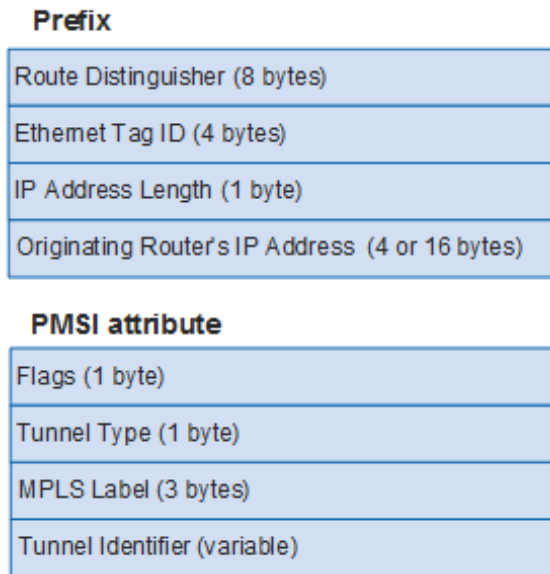 Prefix
Route Distinguisher (8 bytes)
Ethernet Tag ID (4 bytes)
IP Address Length (1 byte)
Originating Router's IP Address (4 or 16 bytes)
PMSI attribute
Flags (1 byte)
Tunnel Type (1 byte)
MPLS Label (3 bytes)
Tunnel Identifier (variable)